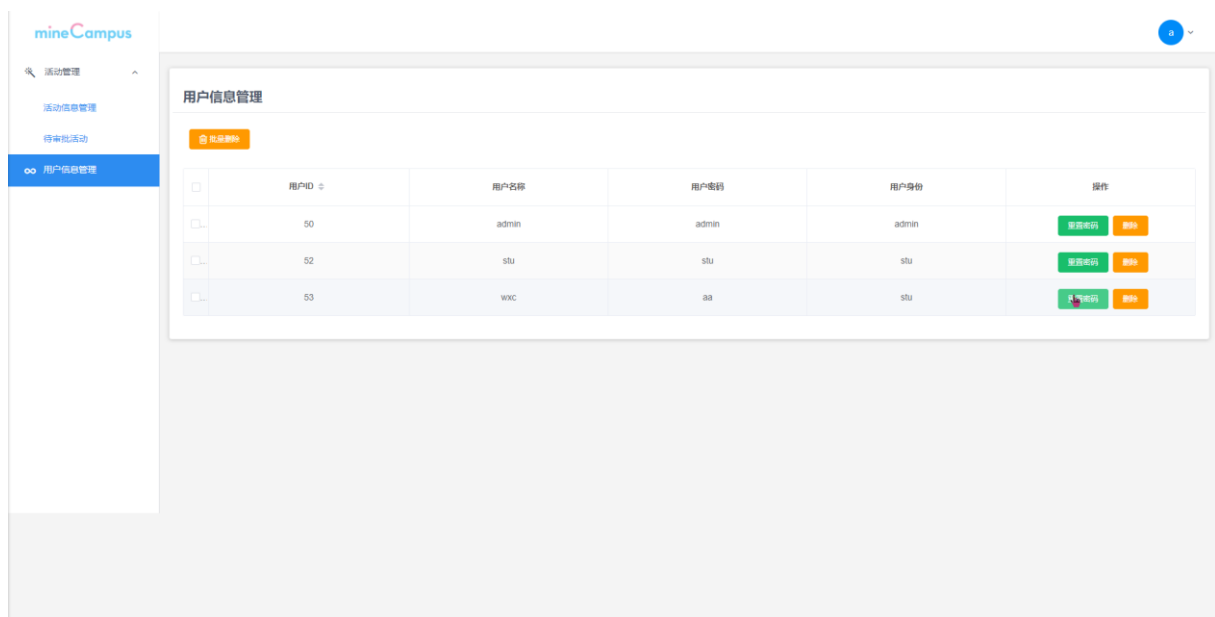 mineCampus
a
活动管理
活动信息管理
待审批活动
用户信息管理
用户信息管理
批量删除
用户ID 用户名称 用户密码 用户身份 操作
50 admin admin admin 重置密码 删除
52 stu stu stu 重置密码 删除
53 wxc aa stu 重置密码 删除